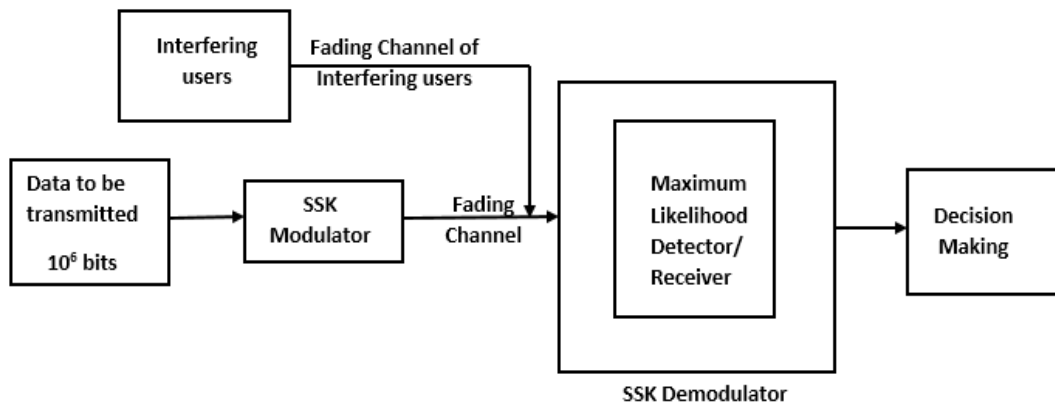 Interfering
users
Fading Channel of
Interfering users
Data to be
transmitted
10⁶ bits
SSK
Modulator
Fading
Channel
Maximum
Likelihood
Detector/
Receiver
Decision
Making
SSK Demodulator